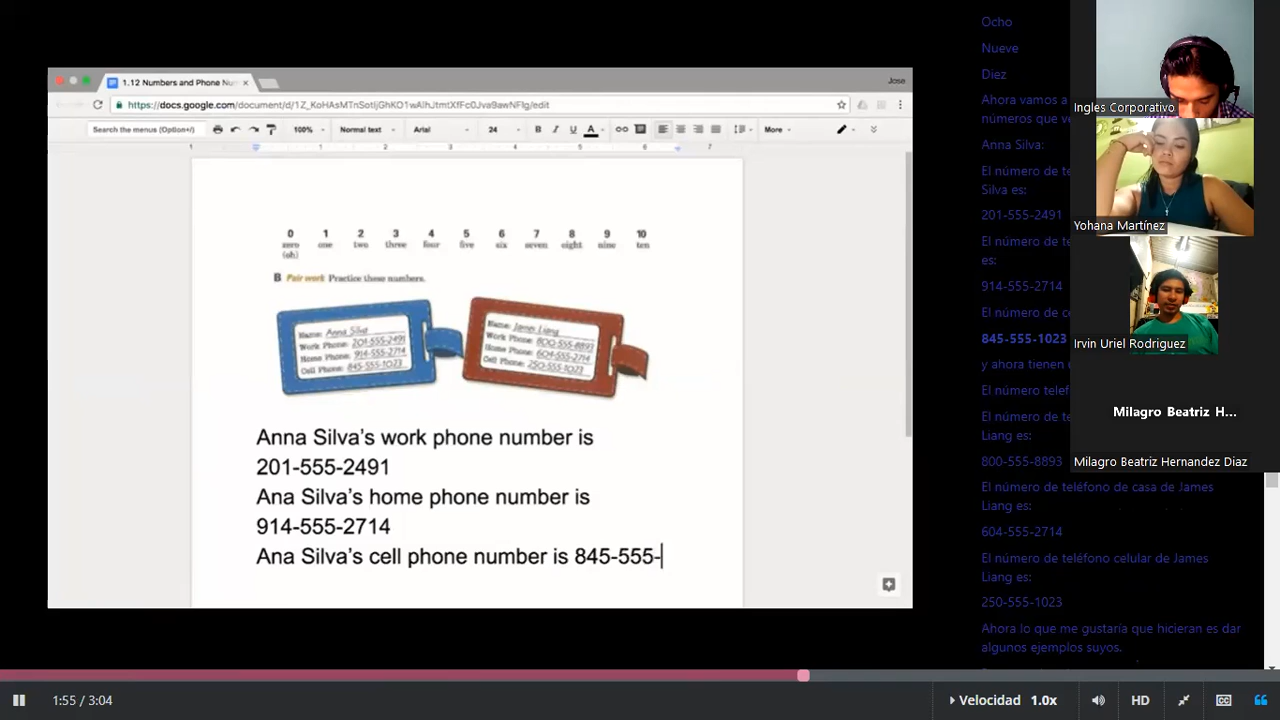 1.12 Numbers and Phone Nu
Jose
https://docs.google.com/document/d/1Z_KoHAsMTnSotIjGhKO1wAlhJtmtXfFc0Jva9awNFlg/edit
Search the menus (Option+/)
100%
Normal text
Arial
24
B I U A
More
1 1 2 3 4 5 6 7
0 1 2 3 4 5 6 7 8 9 10
zero one two three four five six seven eight nine ten
(oh)
B Pair work Practice these numbers.
Name: Anna Silva
Work Phone: 201-555-2491
Home Phone: 914-555-2714
Cell Phone: 845-555-1023
Name: James Liang
Work Phone: 800-555-8893
Home Phone: 604-555-2714
Cell Phone: 250-555-1023
Anna Silva's work phone number is
201-555-2491
Ana Silva's home phone number is
914-555-2714
Ana Silva's cell phone number is 845-555-
Ocho
Nueve
Diez
Ahora vamos a
números que
Anna Silva:
El número de
Silva es:
201-555-2491
El número de
es:
914-555-2714
El número de
845-555-1023
y ahora tienen
El número
El número de
Liang es:
800-555-8893
El número de teléfono de casa de James
Liang es:
604-555-2714
El número de teléfono celular de James
Liang es:
250-555-1023
Ahora lo que me gustaría que hicieran es dar
algunos ejemplos suyos.
Ingles Corporativo
Yohana Martínez
Irvin Uriel Rodriguez
Milagro Beatriz H...
Milagro Beatriz Hernandez Diaz
1:55 / 3:04
Velocidad 1.0x
HD
CC